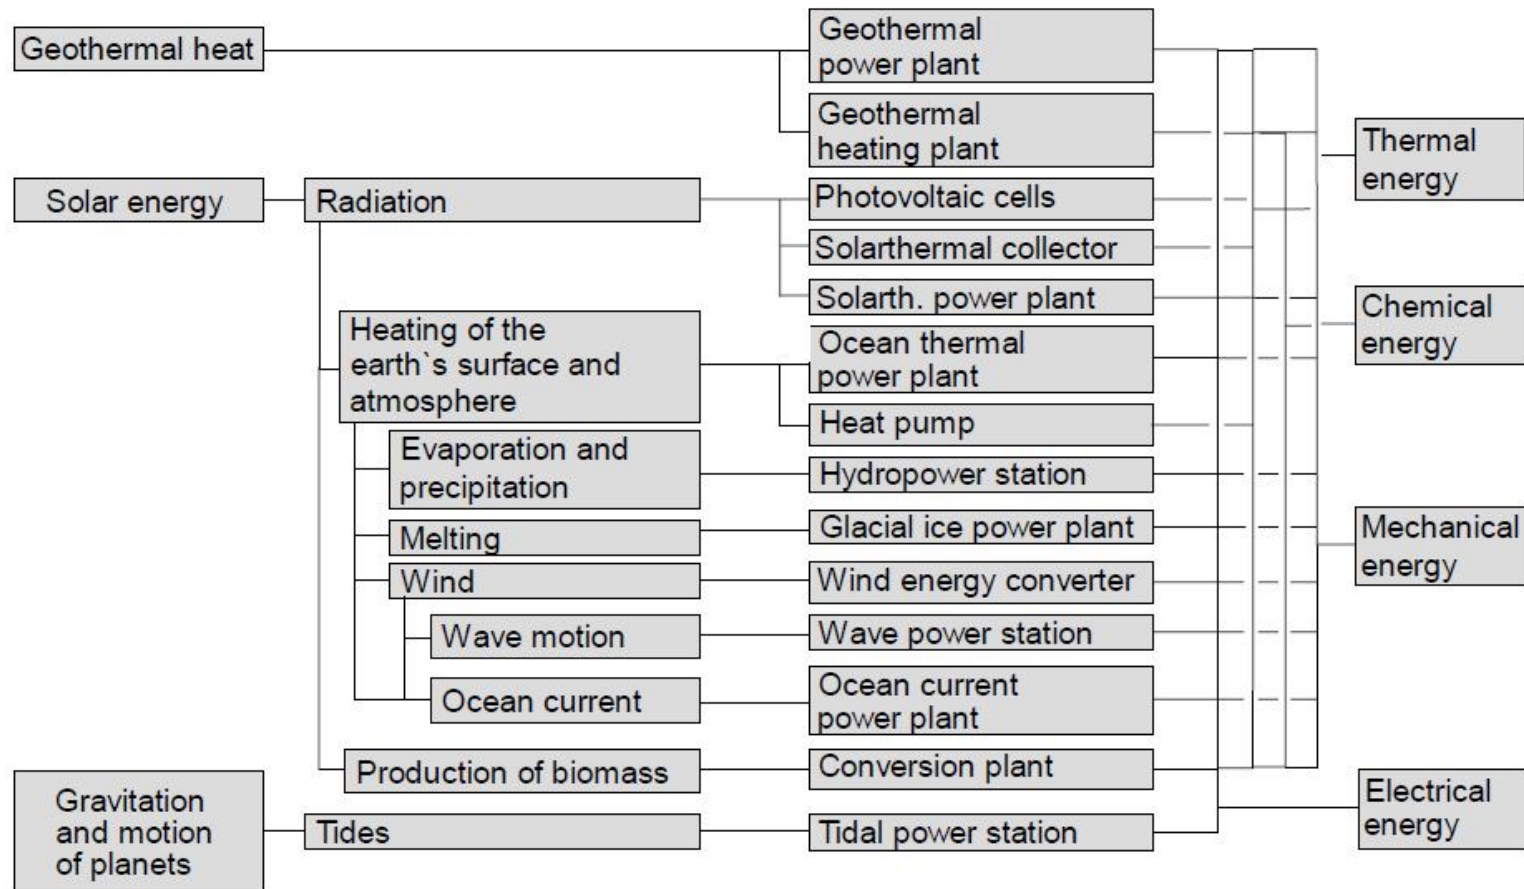 Geothermal heat
Geothermal
power plant
Geothermal
heating plant
Thermal
energy
Solar energy
Radiation
Photovoltaic cells
Solarthermal collector
Solarth. power plant
Chemical
energy
Heating of the
earth`s surface and
atmosphere
Ocean thermal
power plant
Heat pump
Evaporation and
precipitation
Hydropower station
Melting
Glacial ice power plant
Mechanical
energy
Wind
Wind energy converter
Wave motion
Wave power station
Ocean current
Ocean current
power plant
Production of biomass
Conversion plant
Electrical
energy
Gravitation
and motion
of planets
Tides
Tidal power station